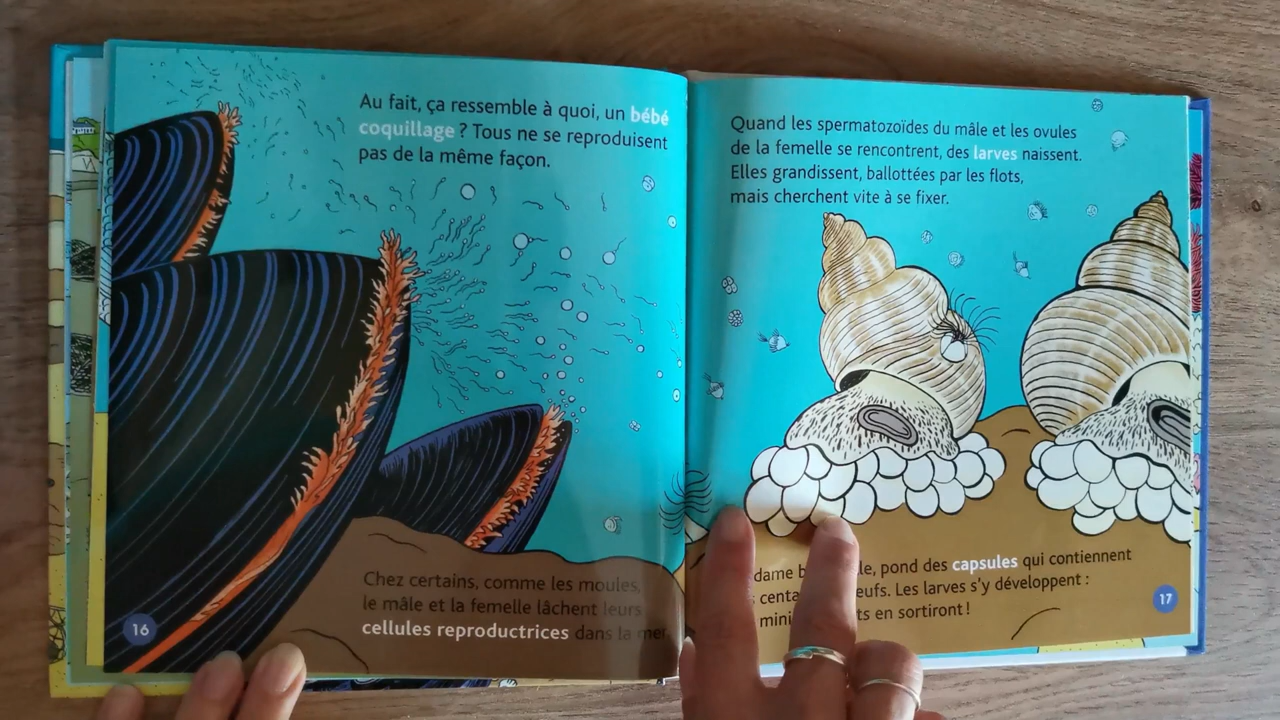 Au fait, ça ressemble à quoi, un bébé
coquillage ? Tous ne se reproduisent
pas de la même façon.
Chez certains, comme les moules,
le mâle et la femelle lâchent leurs
cellules reproductrices dans la mer
16
Quand les spermatozoïdes du mâle et les ovules
de la femelle se rencontrent, des larves naissent.
Elles grandissent, ballottées par les flots,
mais cherchent vite à se fixer.
pond des capsules qui contiennent
Les larves s'y développent :
mini en sortiront !
17